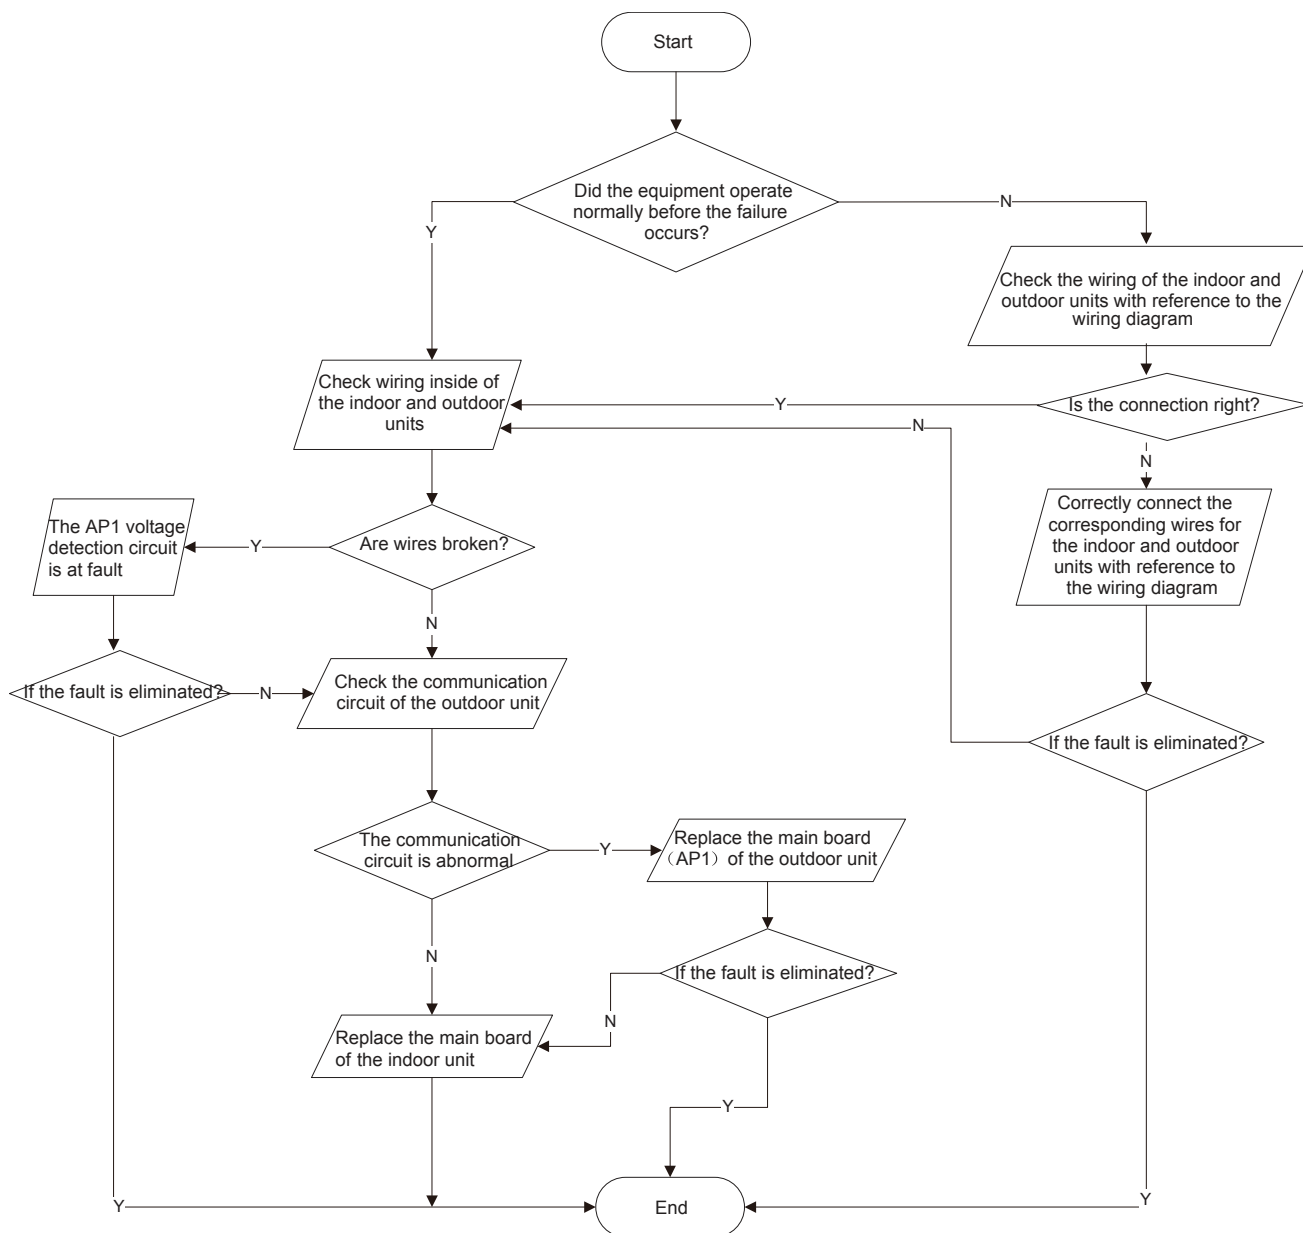 Start
Did the equipment operate
normally before the failure
occurs?
Y
N
Check the wiring of the indoor and
outdoor units with reference to the
wiring diagram
Check wiring inside of
the indoor and outdoor
units
Y
Is the connection right?
N
N
The AP1 voltage
detection circuit
is at fault
Y
Are wires broken?
Correctly connect the
corresponding wires for
the indoor and outdoor
units with reference to
the wiring diagram
N
If the fault is eliminated?
N
Check the communication
circuit of the outdoor unit
If the fault is eliminated?
The communication
circuit is abnormal
Y
Replace the main board
（AP1）of the outdoor unit
N
If the fault is eliminated?
N
Replace the main board
of the indoor unit
Y
Y
End
Y